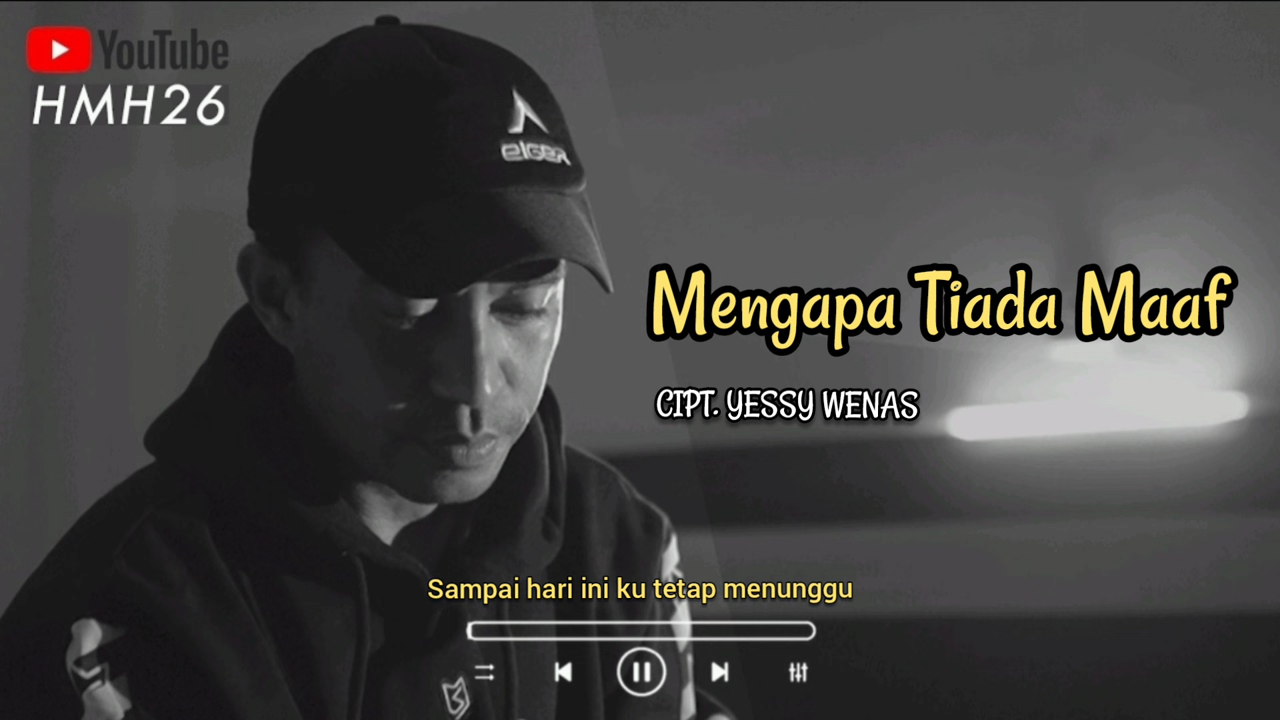 YouTube
HMH26
eIGER
Mengapa Tiada Maaf
CIPT. YESSY WENAS
Sampai hari ini ku tetap menunggu